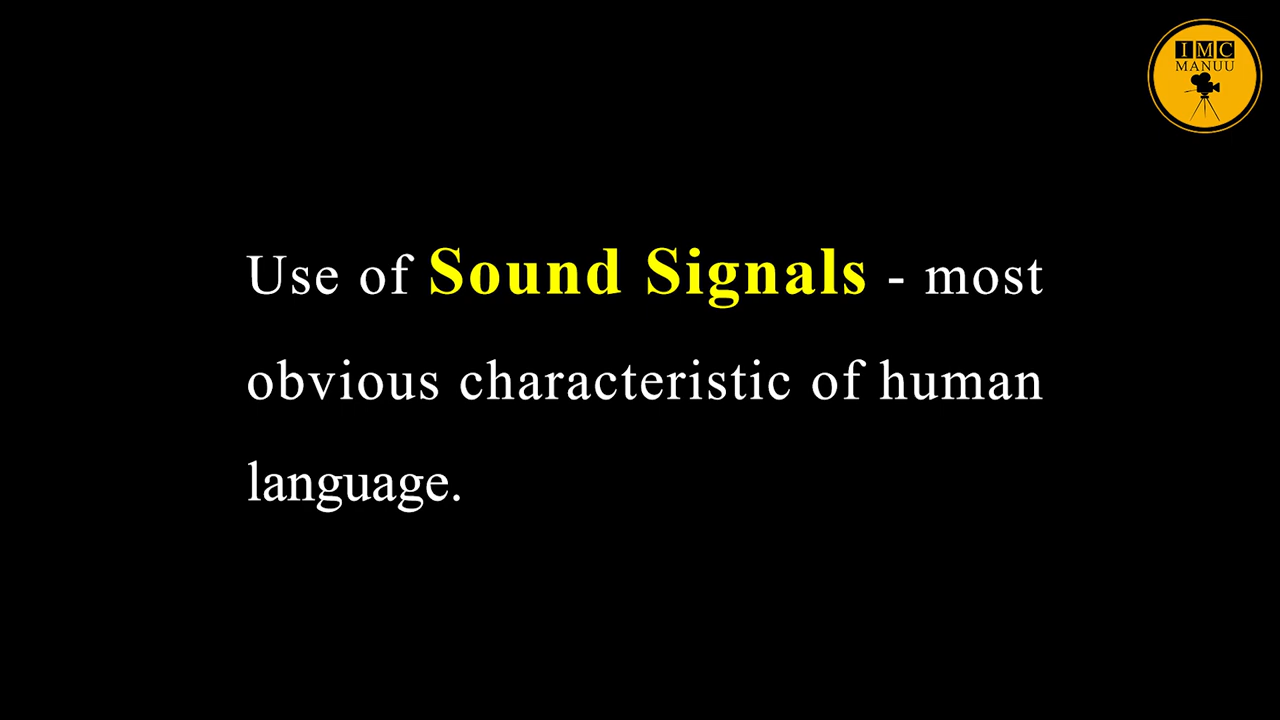 IMC
MANUU
Use of Sound Signals - most
obvious characteristic of human
language.